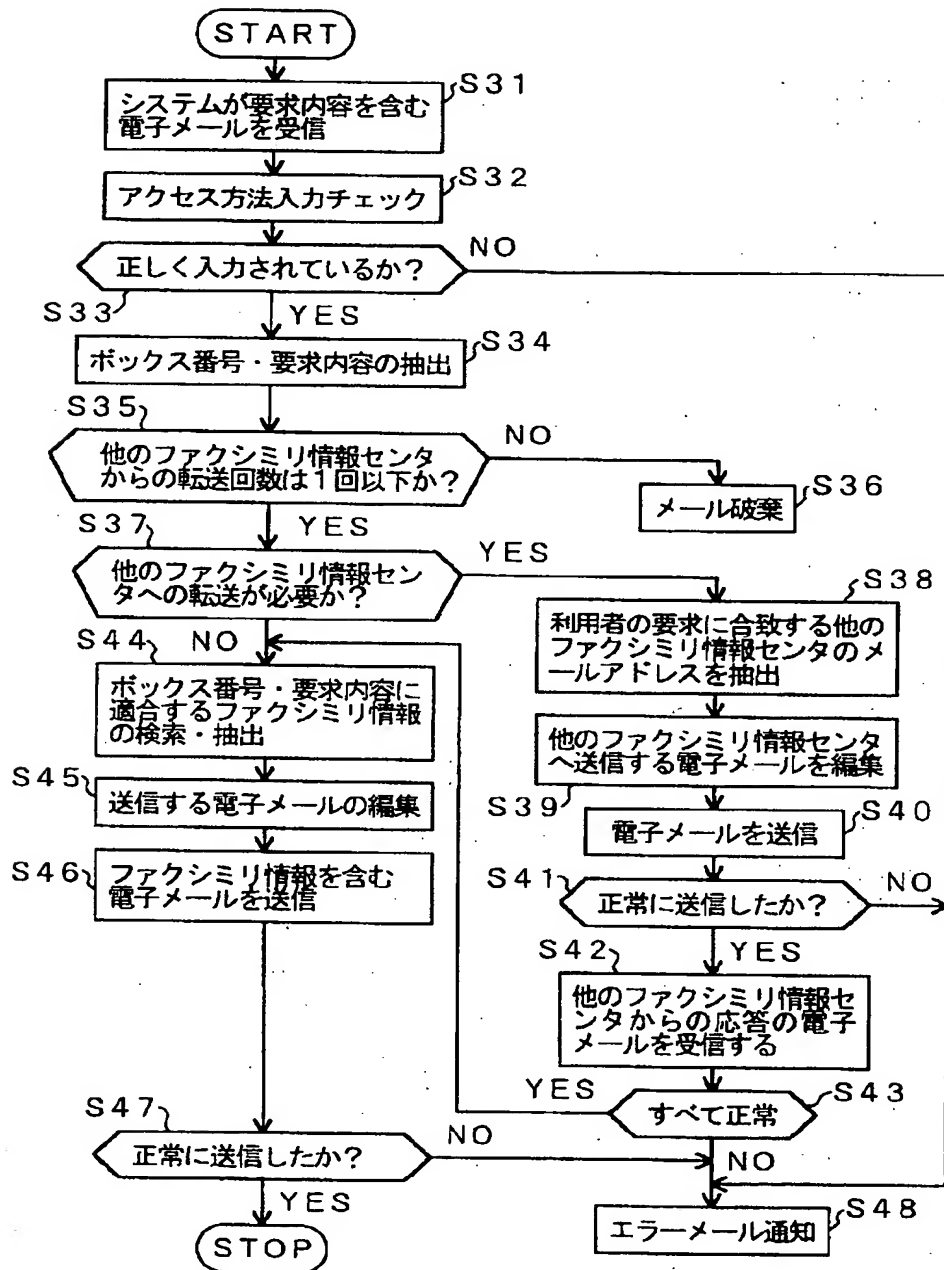 START
S31
システムが要求内容を含む
電子メールを受信
S32
アクセス方法入力チェック
NO
正しく入力されているか?
S33
YES
S34
ボックス番号・要求内容の抽出
S35
NO
他のファクシミリ情報センタ
からの転送回数は1回以下か?
S36
メール破棄
S37
YES
YES
他のファクシミリ情報セン
タへの転送が必要か?
S38
利用者の要求に合致する他の
ファクシミリ情報センタのメ
ールアドレスを抽出
S44
NO
ボックス番号・要求内容に
適合するファクシミリ情報
の検索・抽出
他のファクシミリ情報センタ
へ送信する電子メールを編集
S39
S45
送信する電子メールの編集
S40
電子メールを送信
S46
ファクシミリ情報を含む
電子メールを送信
S41
NO
正常に送信したか?
YES
S42
他のファクシミリ情報セ
ンタからの応答の電子
メールを受信する
YES
S43
すべて正常
S47
NO
正常に送信したか?
NO
YES
S48
エラーメール通知
STOP